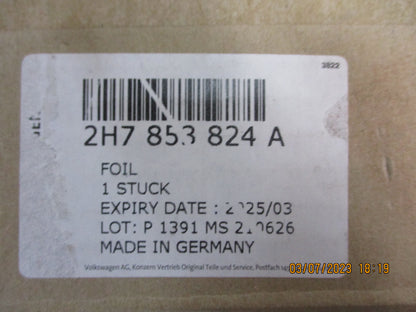 3822
2H7 853 824 A
FOIL
1 STUCK
EXPIRY DATE : 2025/03
LOT: P 1391 MS 210626
MADE IN GERMANY
Volkswagen AG, Konzern Vertrieb Original Teile und Service, Postfach
03/07/2023 18:19